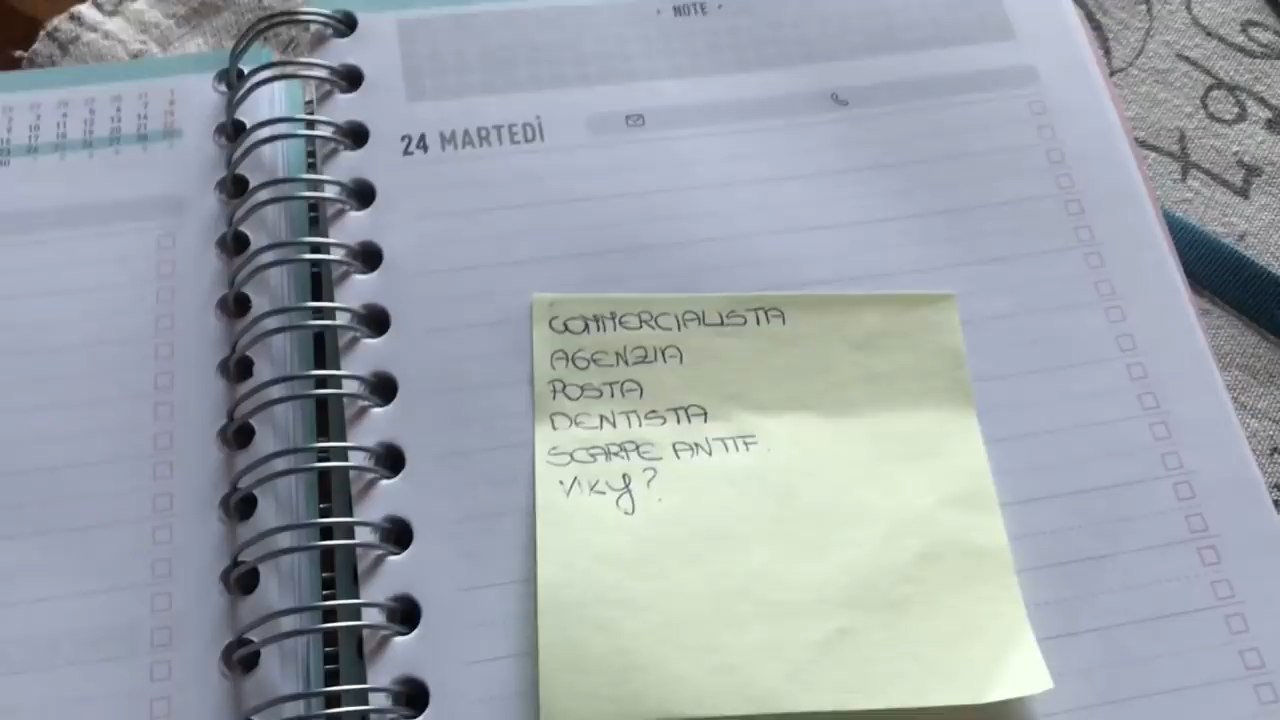 NOTE
24 MARTEDÌ
COMMERCIALISTA
AGENZIA
POSTA
DENTISTA
SCARPE ANTIF.
VIKY?